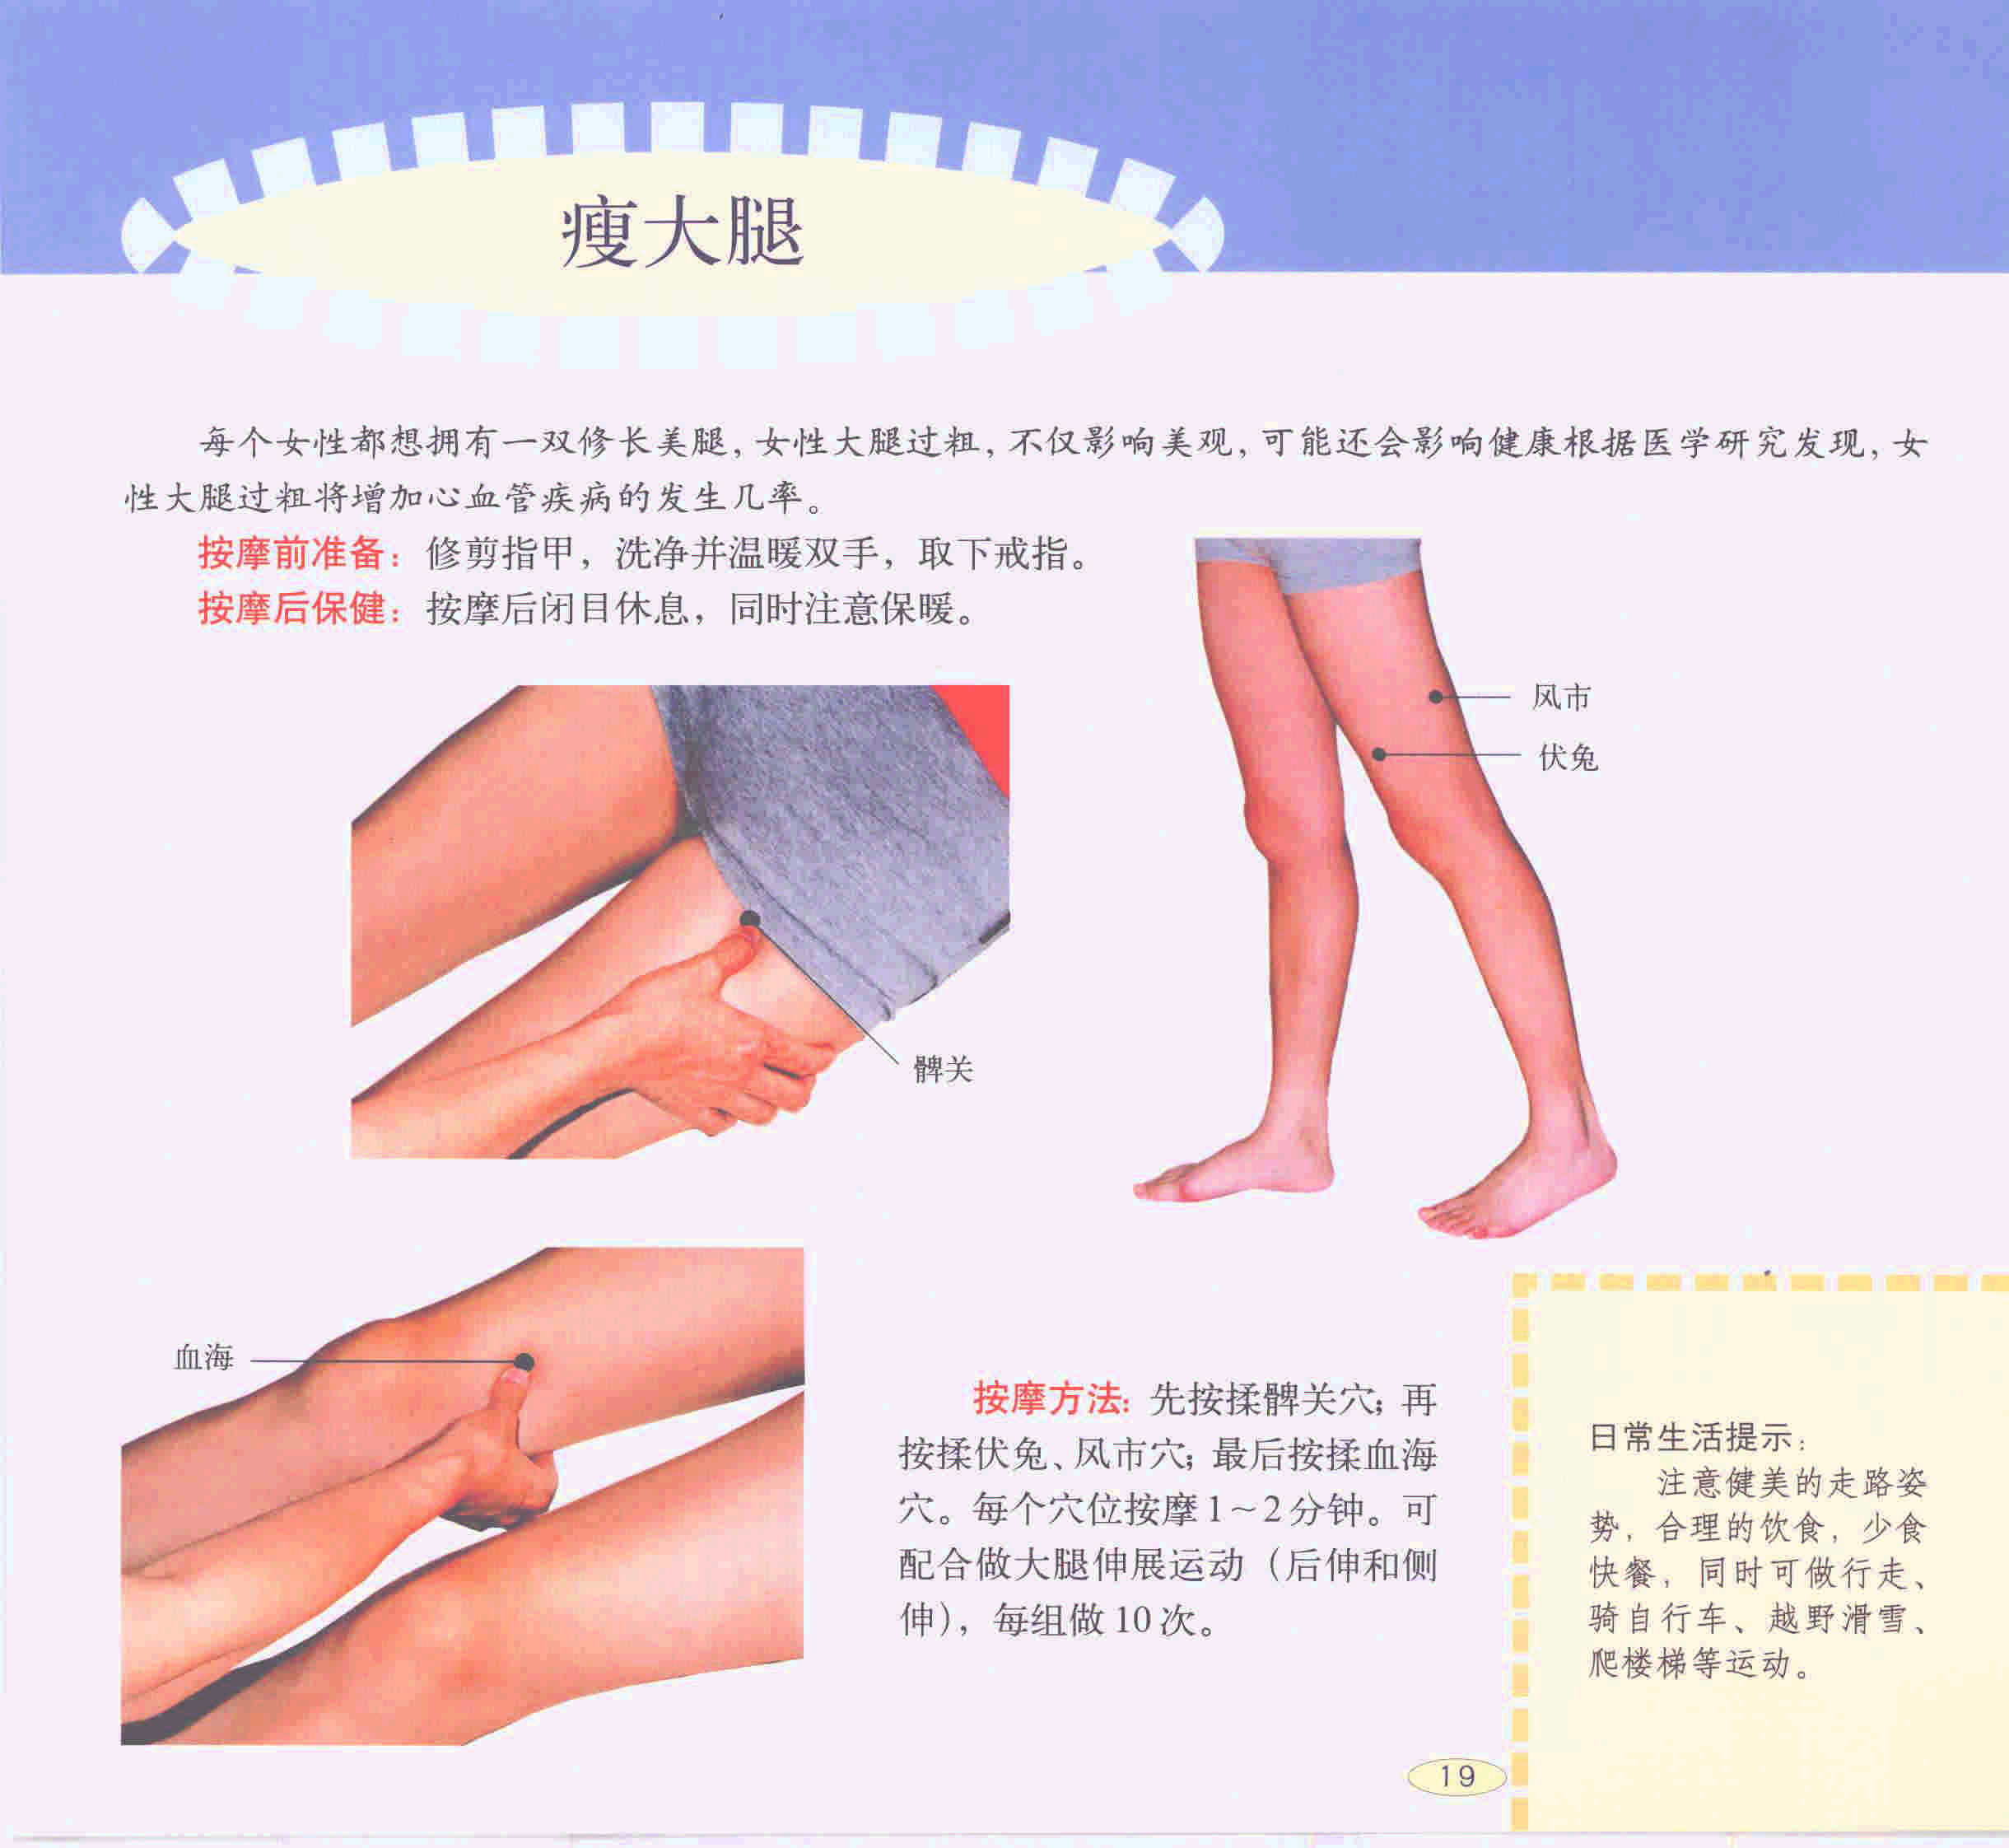 瘦大腿
每个女性都想拥有一双修长美腿，女性大腿过粗，不仅影响美观，可能还会影响健康根据医学研究发现，女
性大腿过粗将增加心血管疾病的发生几率。
按摩前准备：修剪指甲，洗净并温暖双手，取下戒指。
按摩后保健：按摩后闭目休息，同时注意保暖。
风市
伏兔
髀关
血海
按摩方法：先按揉髀关穴；再
按揉伏兔、风市穴；最后按揉血海
穴。每个穴位按摩1～2分钟。可
配合做大腿伸展运动（后伸和侧
伸），每组做10次。
日常生活提示：
注意健美的走路姿
势，合理的饮食，少食
快餐，同时可做行走、
骑自行车、越野滑雪、
爬楼梯等运动。
19